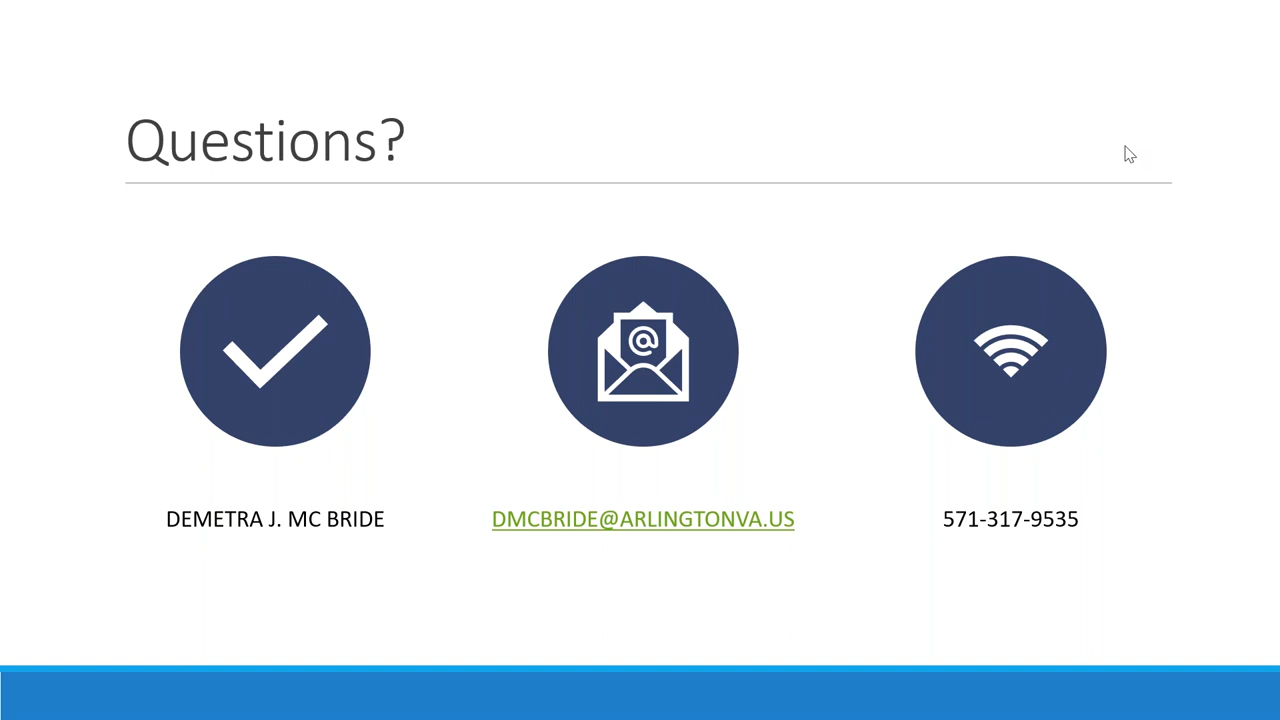 Questions?
@
DEMETRA J. MC BRIDE
DMCBRIDE@ARLINGTONVA.US
571-317-9535